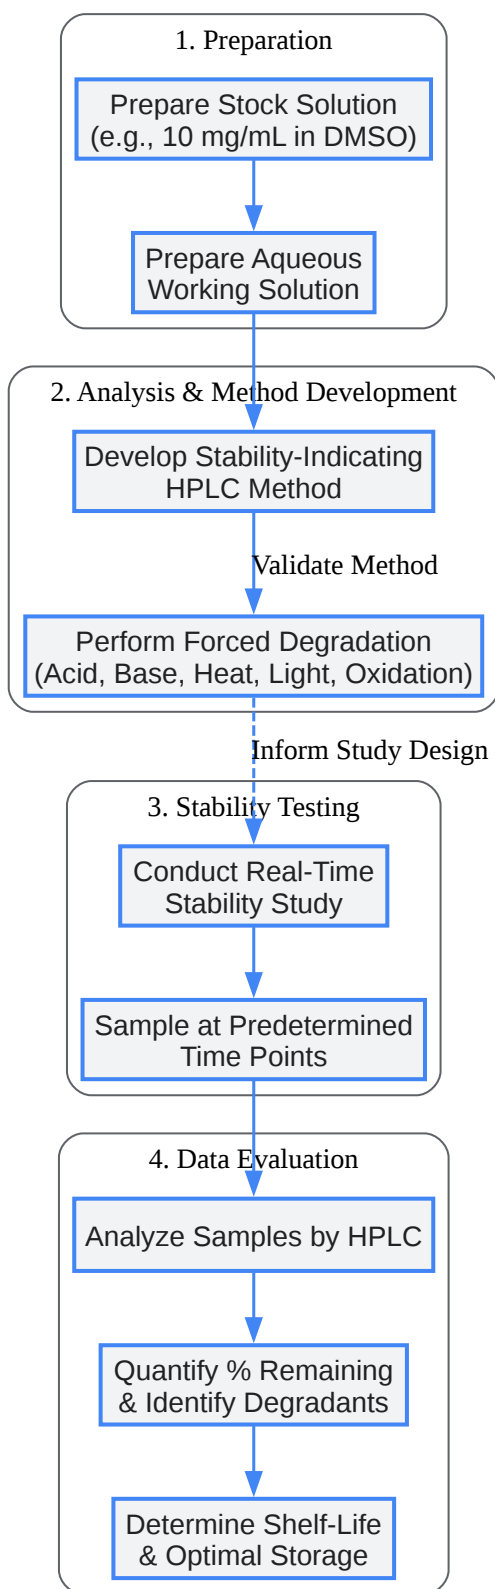 1. Preparation
Prepare Stock Solution
(e.g., 10 mg/mL in DMSO)
Prepare Aqueous
Working Solution
2. Analysis & Method Development
Develop Stability-Indicating
HPLC Method
Validate Method
Perform Forced Degradation
(Acid, Base, Heat, Light, Oxidation)
Inform Study Design
3. Stability Testing
Conduct Real-Time
Stability Study
Sample at Predetermined
Time Points
4. Data Evaluation
Analyze Samples by HPLC
Quantify % Remaining
& Identify Degradants
Determine Shelf-Life
& Optimal Storage